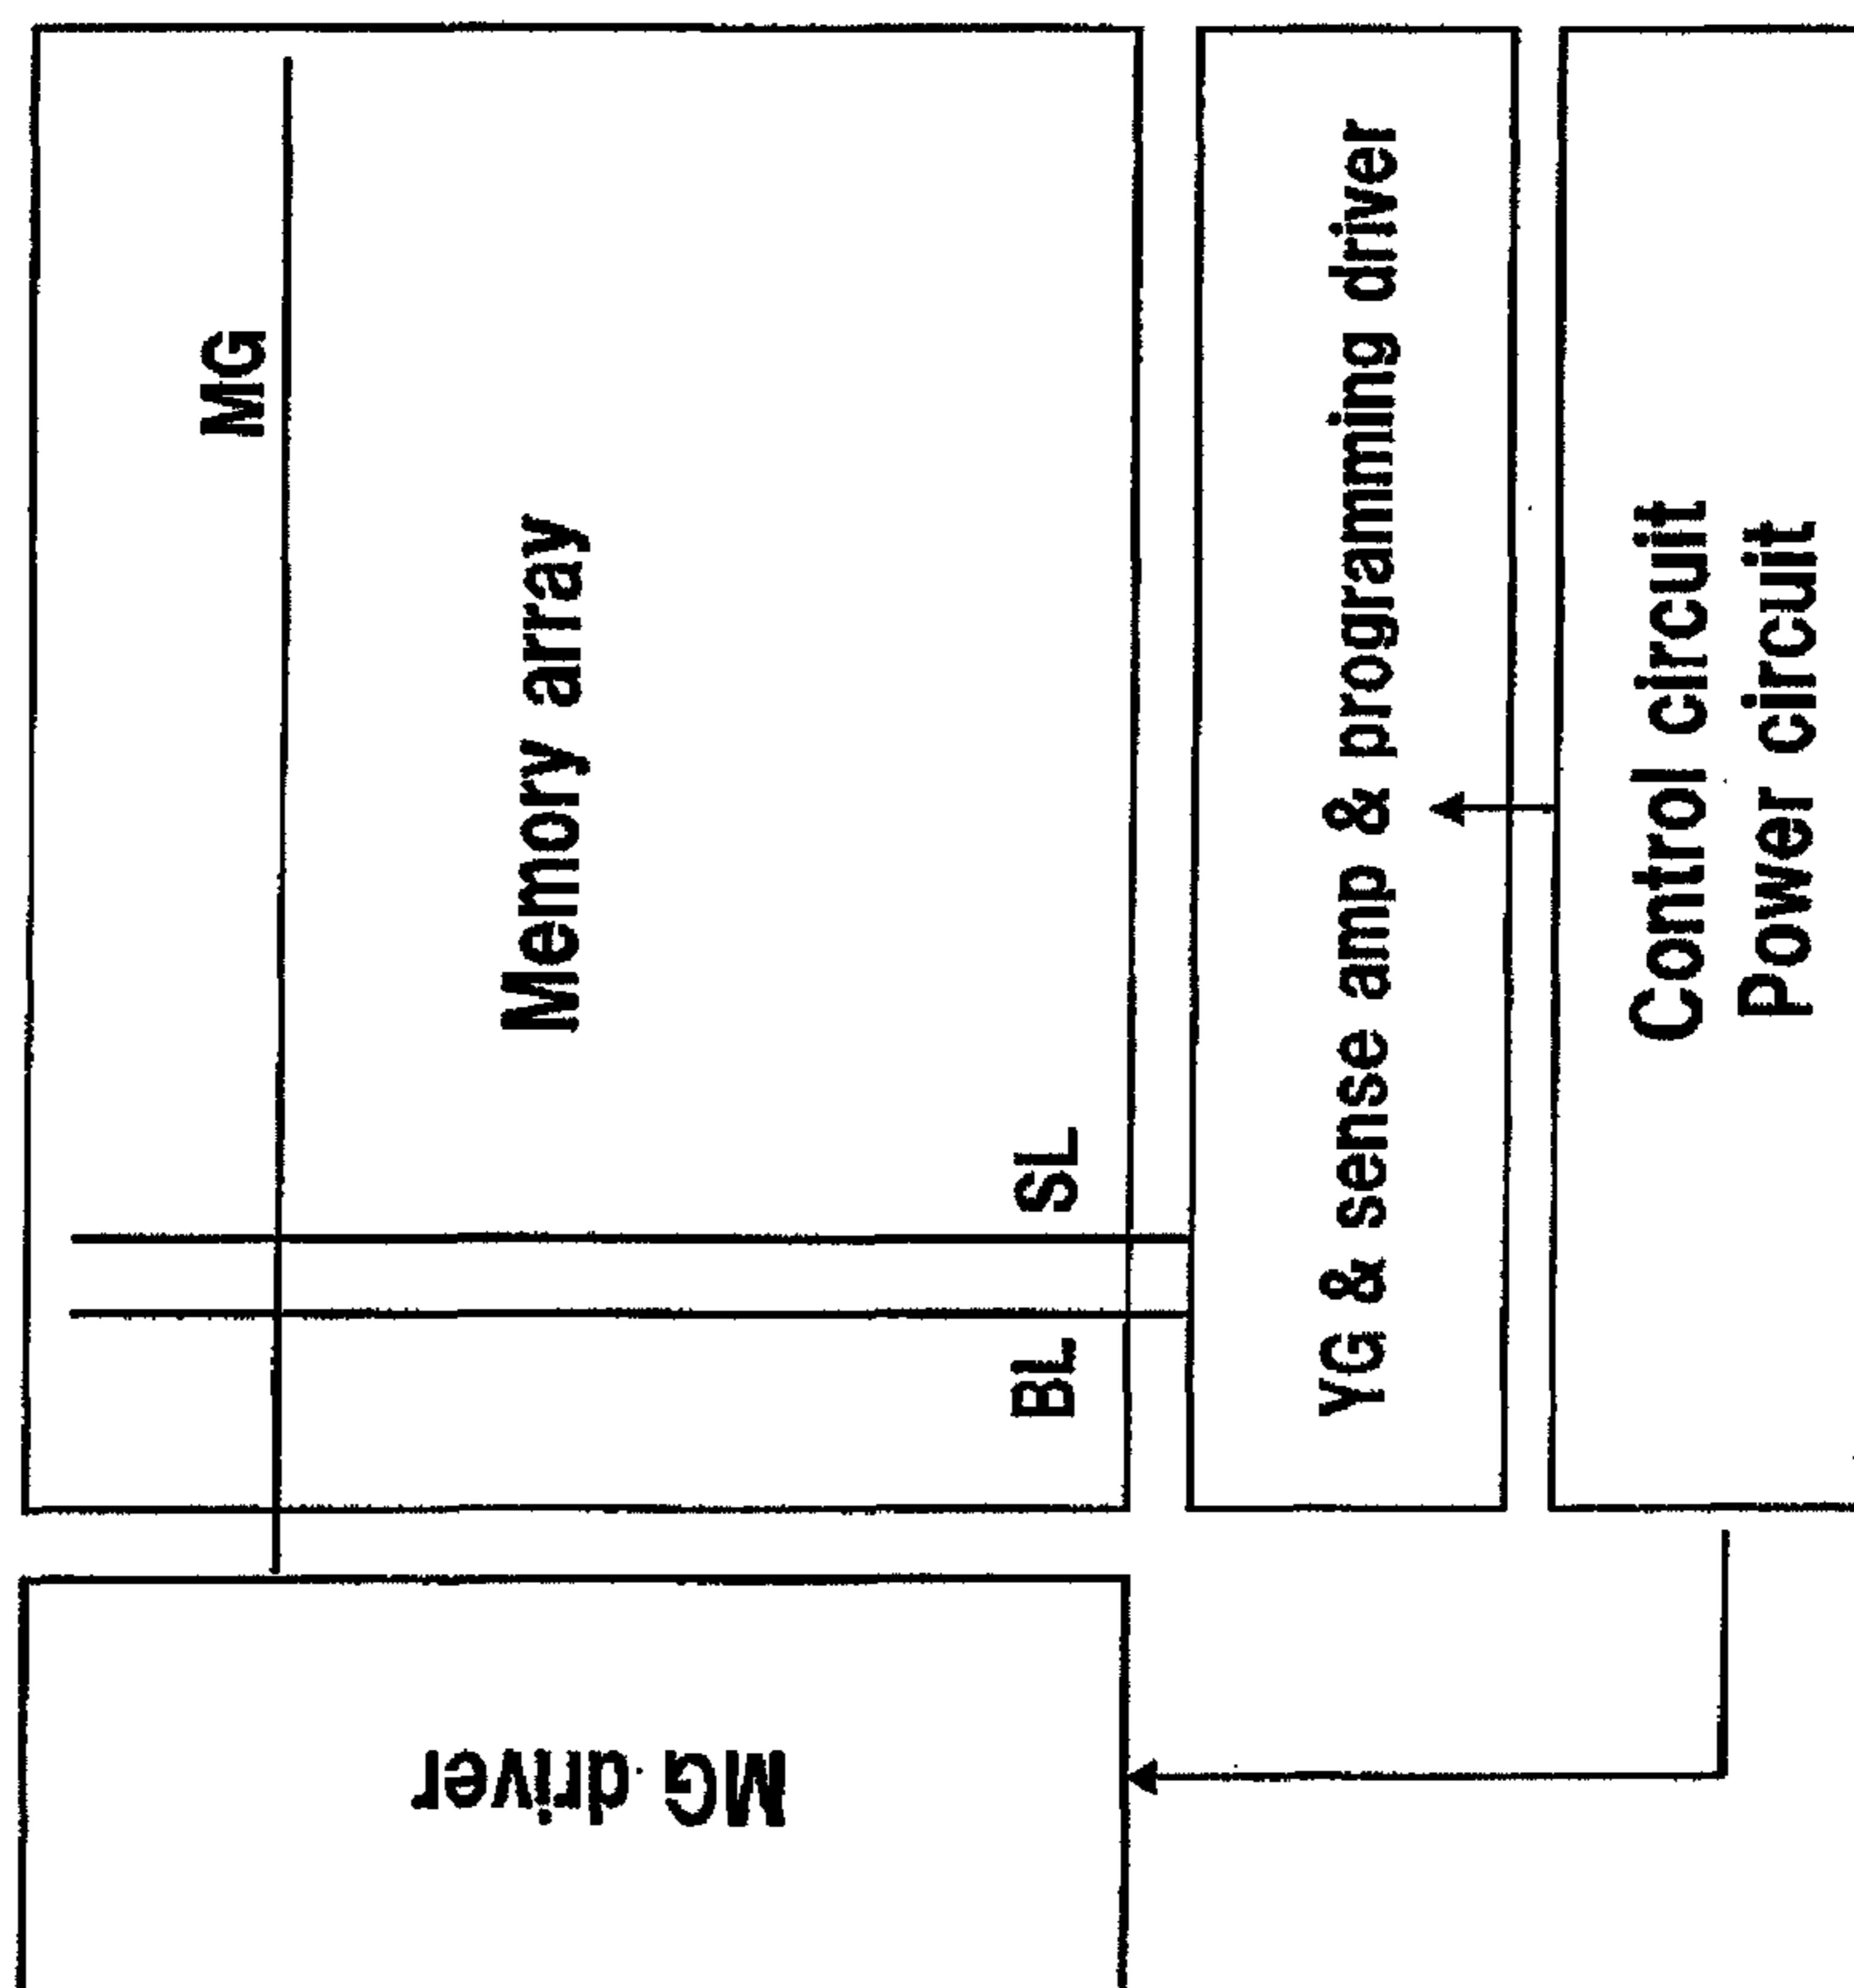 MG driver
MG
Memory array
BL
SL
YG & sense amp & programming driver
Control circuit
Power circuit